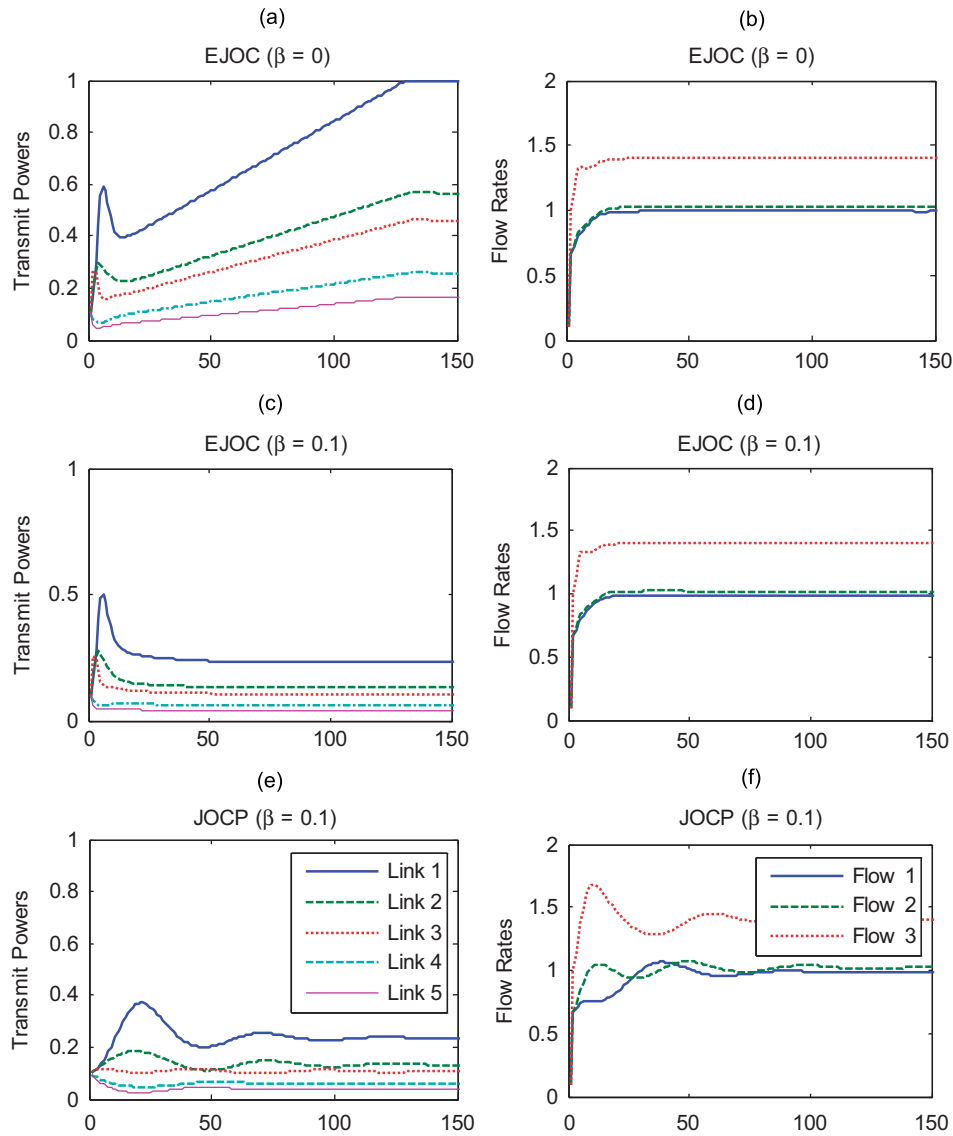 (a)
EJOC (β = 0)
Transmit Powers
1
0.8
0.6
0.4
0.2
0
0 50 100 150
(b)
EJOC (β = 0)
Flow Rates
2
1.5
1
0.5
0
0 50 100 150
(c)
EJOC (β = 0.1)
Transmit Powers
1
0.5
0
0 50 100 150
(d)
EJOC (β = 0.1)
Flow Rates
2
1.5
1
0.5
0
0 50 100 150
(e)
JOCP (β = 0.1)
Transmit Powers
1
0.8
0.6
0.4
0.2
0
0 50 100 150
Link 1
Link 2
Link 3
Link 4
Link 5
(f)
JOCP (β = 0.1)
Flow Rates
2
1.5
1
0.5
0
0 50 100 150
Flow 1
Flow 2
Flow 3